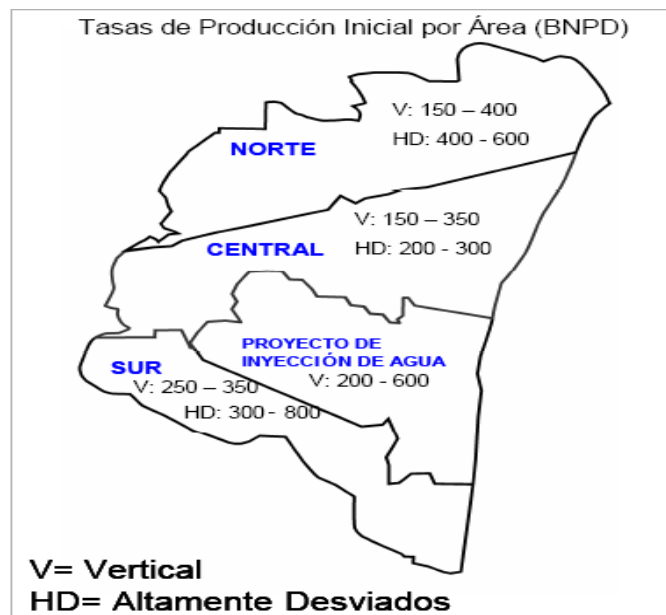 Tasas de Producción Inicial por Área (BNPD)
V: 150 – 400
NORTE
HD: 400 - 600
V: 150 – 350
CENTRAL
HD: 200 - 300
PROYECTO DE
INYECCIÓN DE AGUA
V: 200 - 600
SUR
V: 250 – 350
HD: 300 - 800
V= Vertical
HD= Altamente Desviados